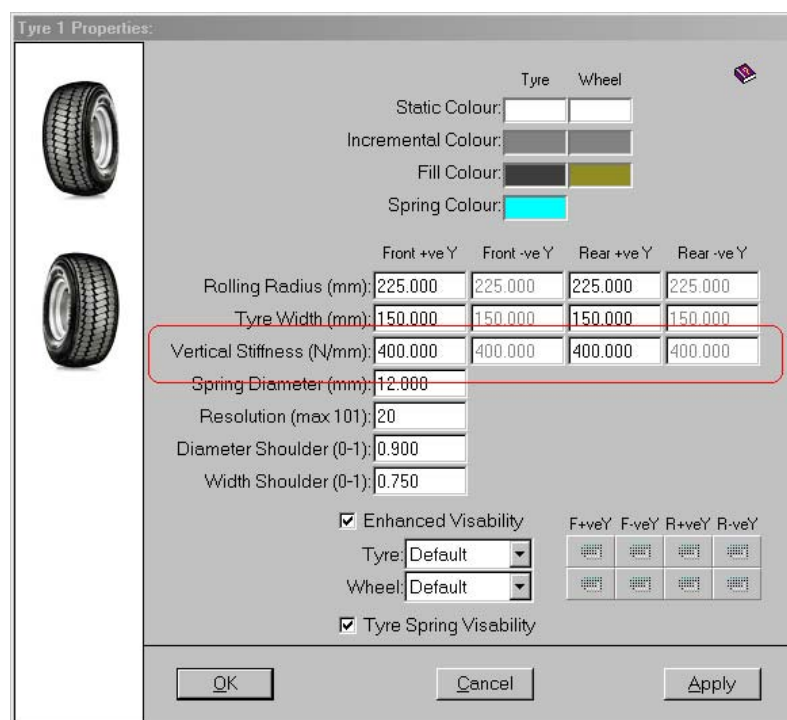 Tyre 1 Properties:
Tyre Wheel
Static Colour:
Incremental Colour:
Fill Colour:
Spring Colour:
Front +ve Y Front -ve Y Rear +ve Y Rear -ve Y
Rolling Radius (mm): 225.000 225.000 225.000 225.000
Tyre Width (mm): 150.000 150.000 150.000 150.000
Vertical Stiffness (N/mm): 400.000 400.000 400.000 400.000
Spring Diameter (mm): 12.000
Resolution (max 101): 20
Diameter Shoulder (0-1): 0.900
Width Shoulder (0-1): 0.750
Enhanced Visability F+veY F-veY R+veY R-veY
Tyre: Default
Wheel: Default
Tyre Spring Visability
OK Cancel Apply